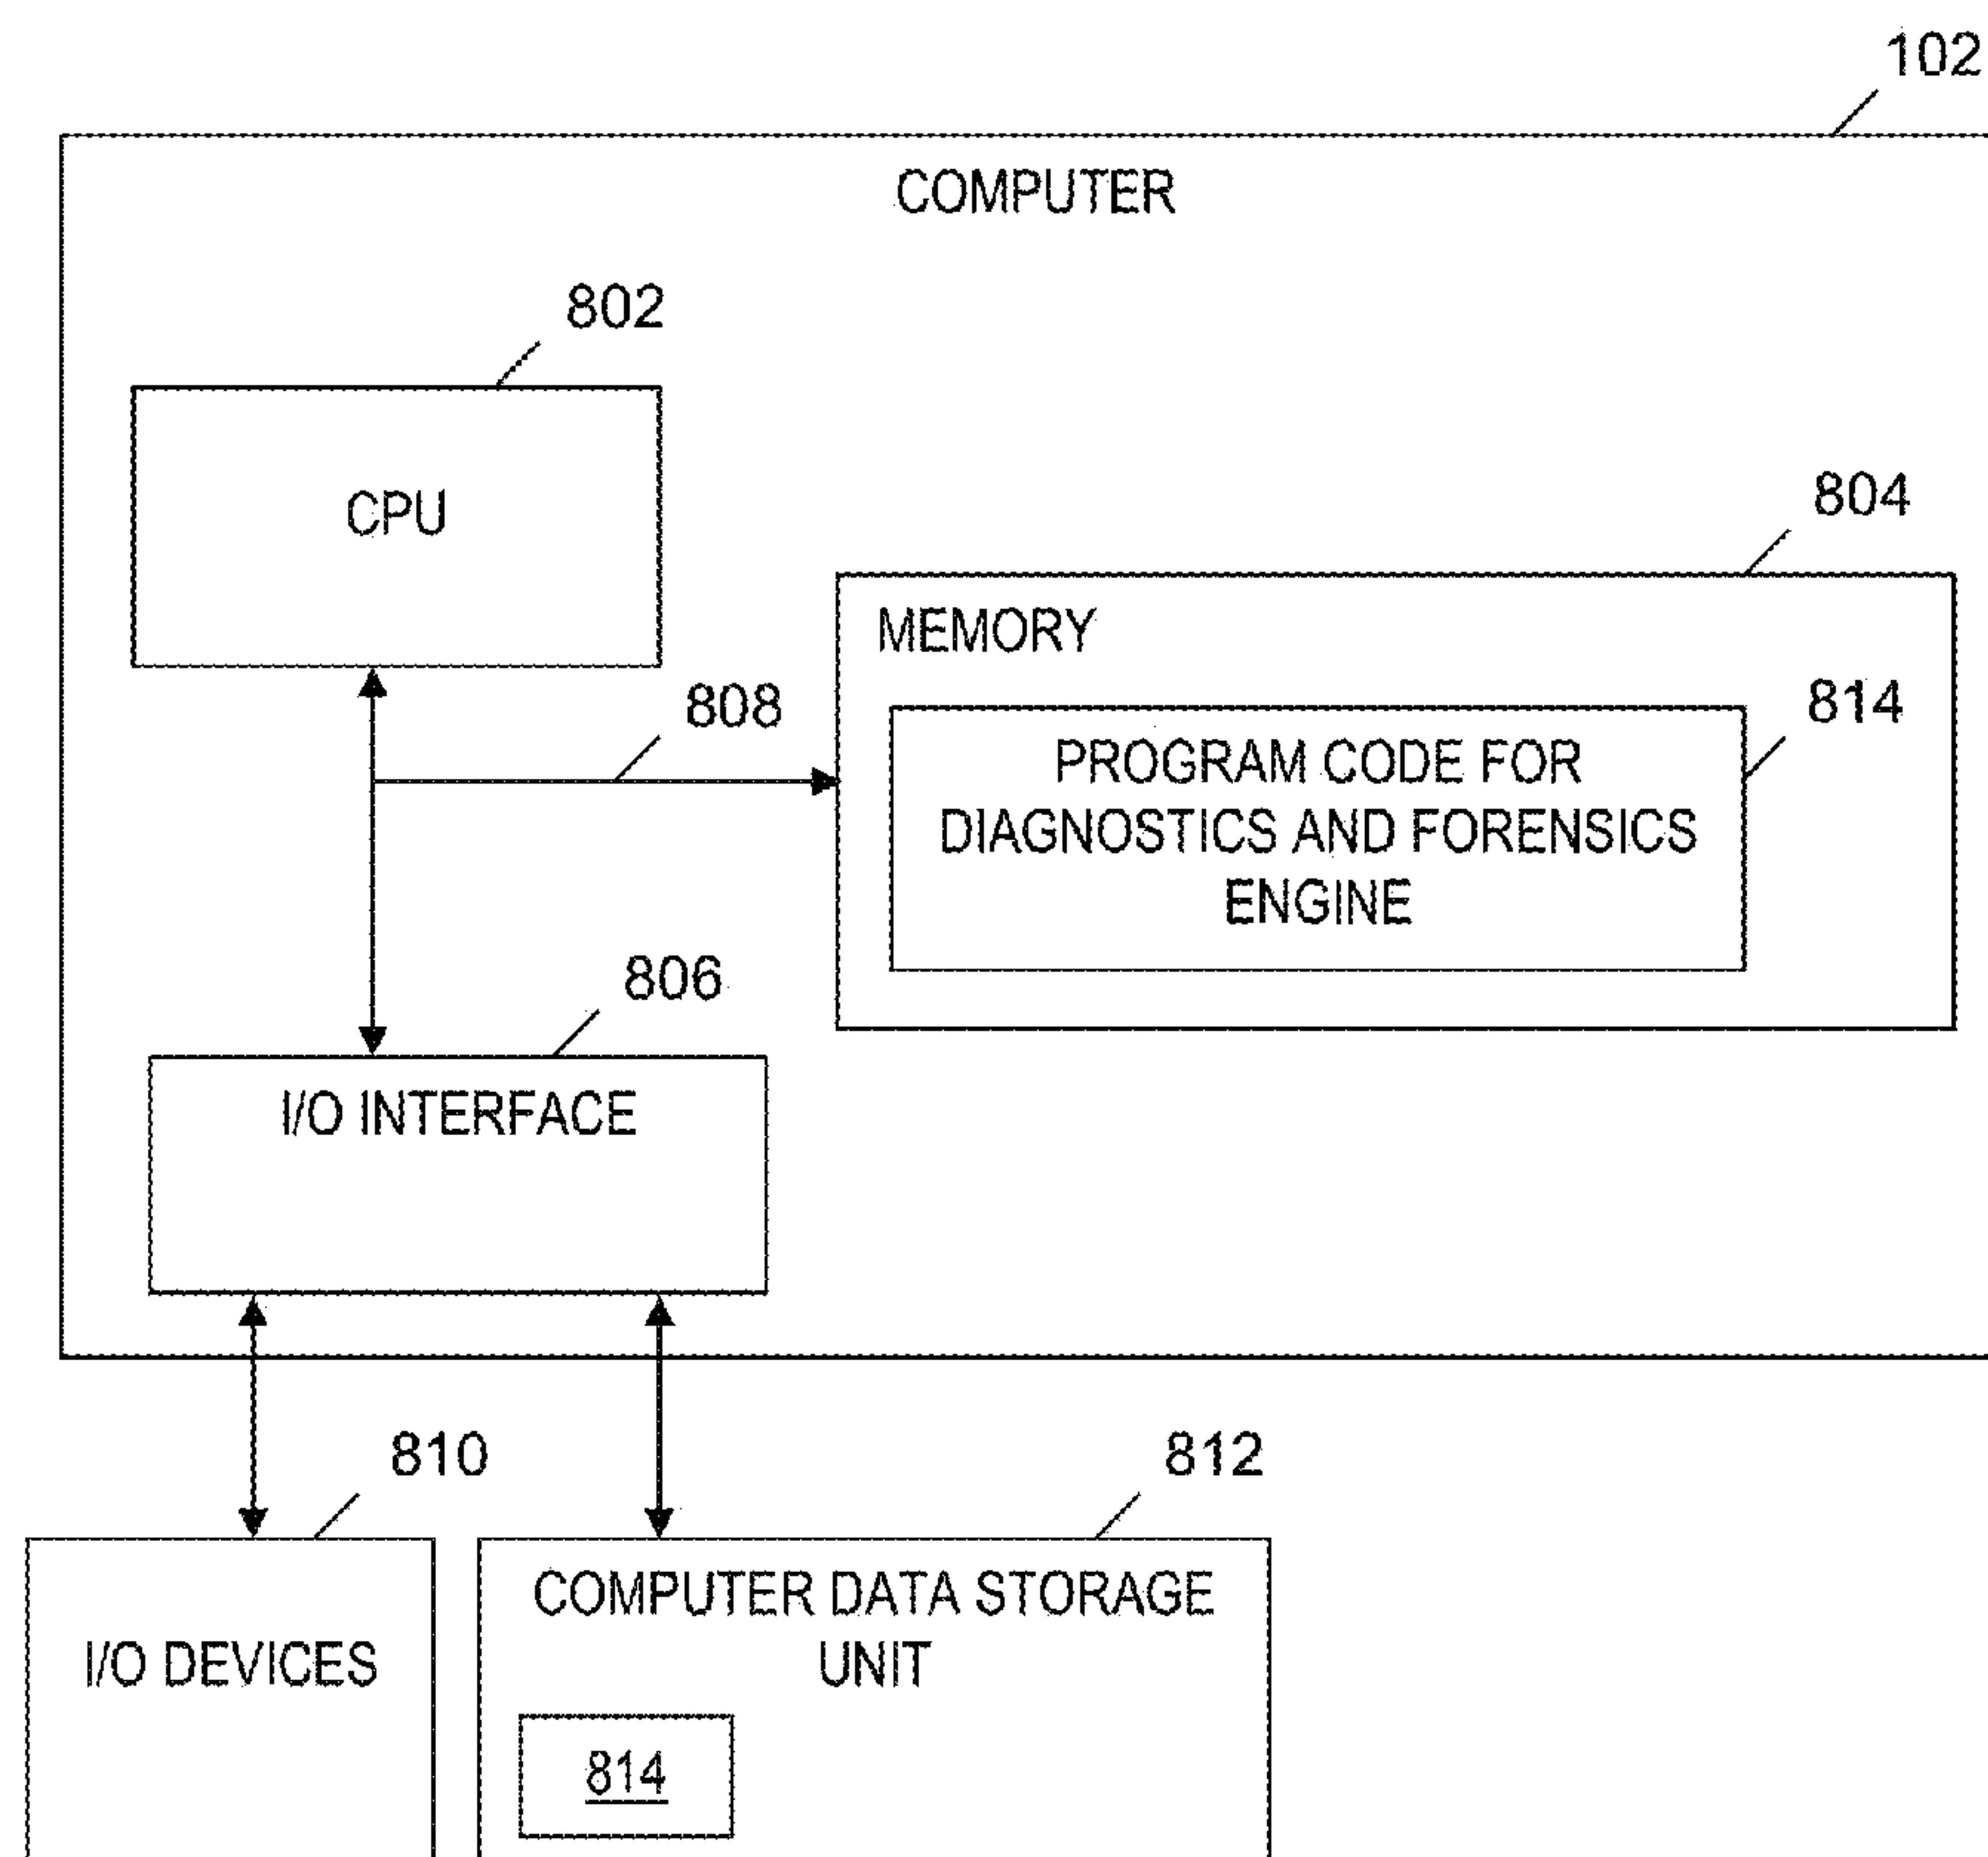 102
COMPUTER
802
CPU
804
MEMORY
808
814
PROGRAM CODE FOR
DIAGNOSTICS AND FORENSICS
ENGINE
806
I/O INTERFACE
810
812
I/O DEVICES
COMPUTER DATA STORAGE
UNIT
814